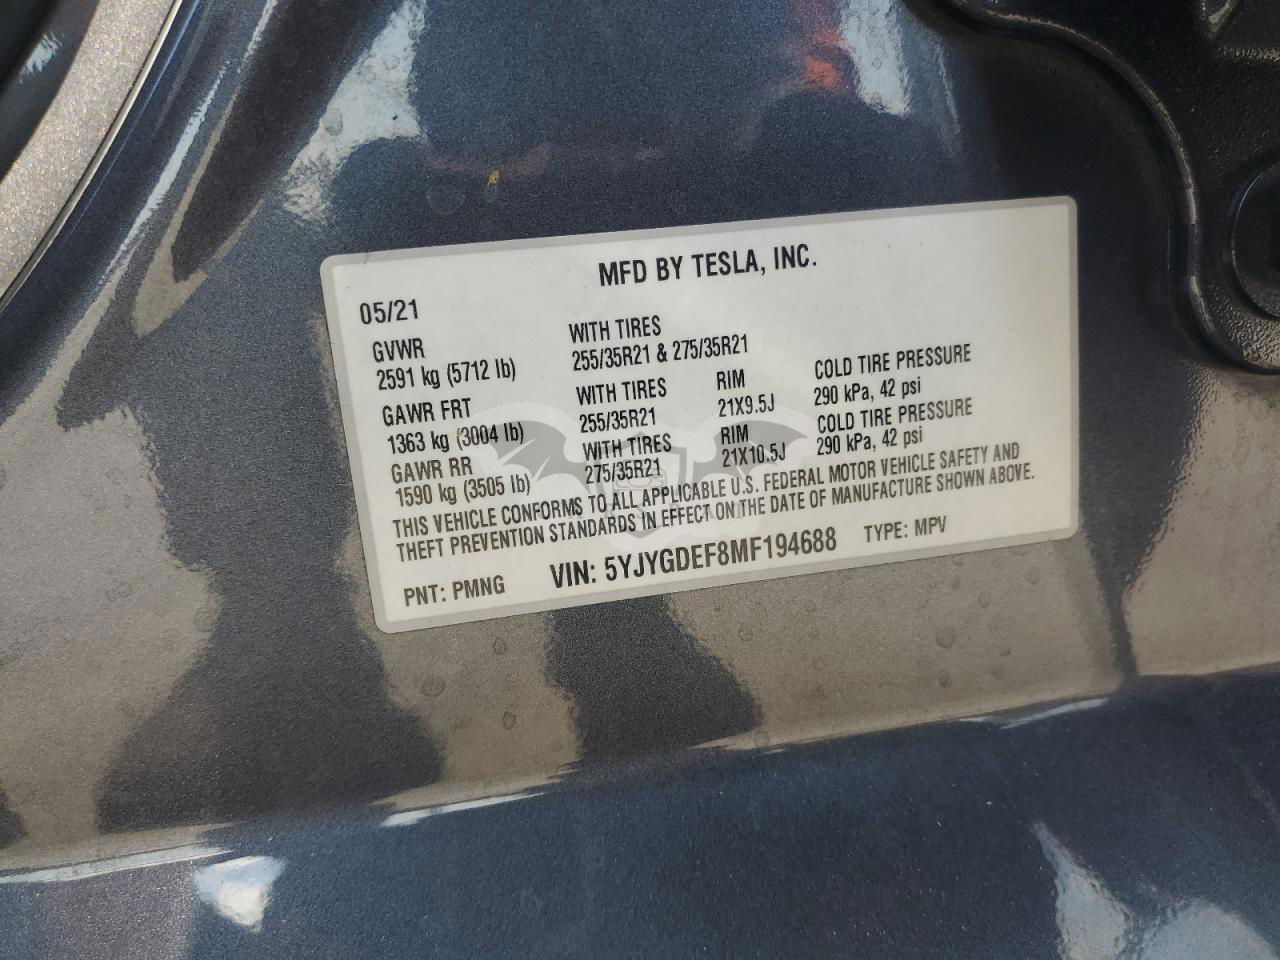 MFD BY TESLA, INC.
05/21
GVWR
2591 kg (5712 lb)
WITH TIRES
255/35R21 & 275/35R21
GAWR FRT
1363 kg (3004 lb)
WITH TIRES
255/35R21
RIM
21X9.5J
COLD TIRE PRESSURE
290 kPa, 42 psi
GAWR RR
1590 kg (3505 lb)
WITH TIRES
275/35R21
RIM
21X10.5J
COLD TIRE PRESSURE
290 kPa, 42 psi
THIS VEHICLE CONFORMS TO ALL APPLICABLE U.S. FEDERAL MOTOR VEHICLE SAFETY AND
THEFT PREVENTION STANDARDS IN EFFECT ON THE DATE OF MANUFACTURE SHOWN ABOVE.
PNT: PMNG
VIN: 5YJYGDEF8MF194688
TYPE: MPV